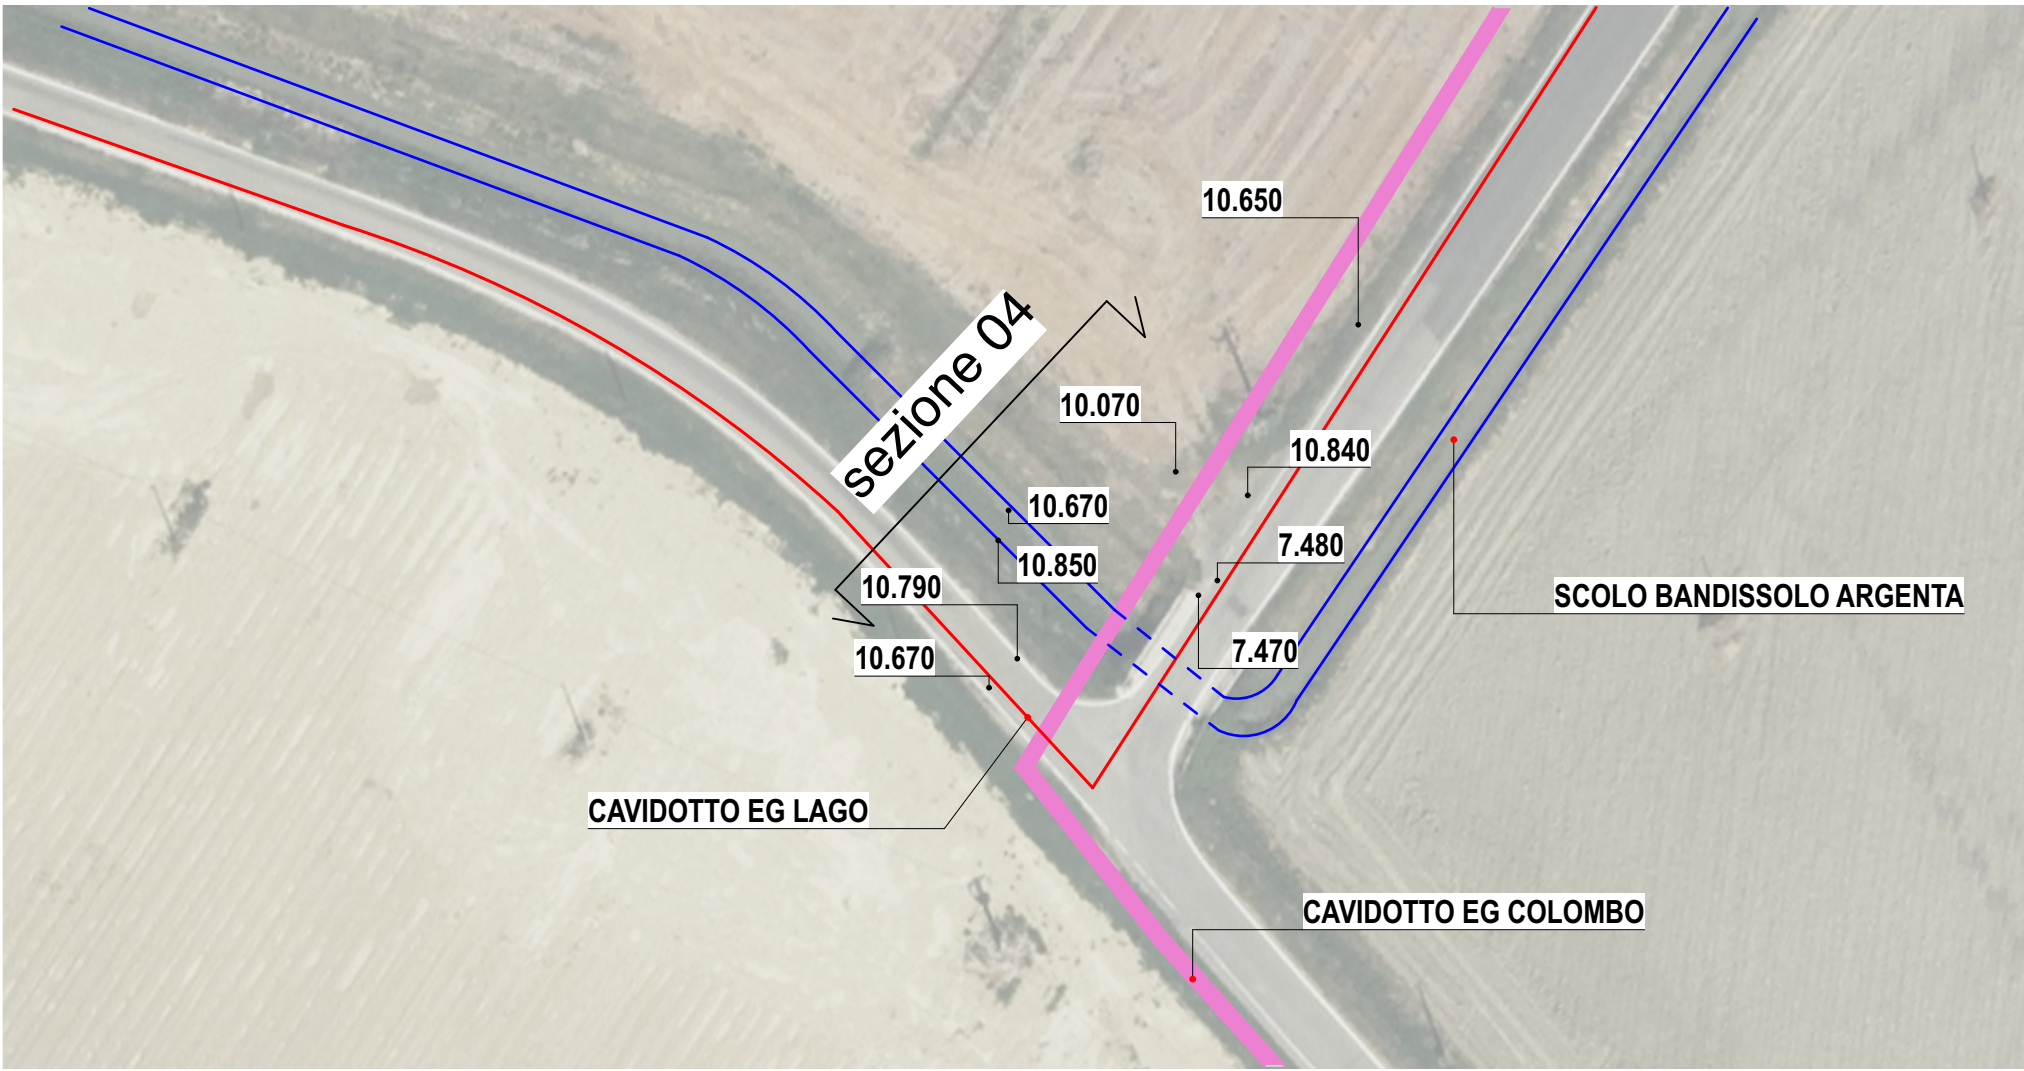 10.650
sezione 04
10.070
10.840
10.670
7.480
10.850
10.790
SCOLO BANDISSOLO ARGENTA
7.470
10.670
CAVIDOTTO EG LAGO
CAVIDOTTO EG COLOMBO